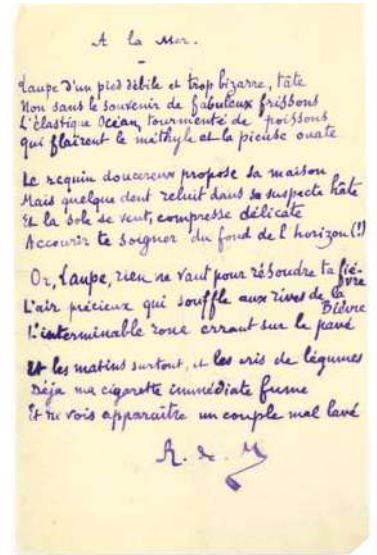 A la Mer.
Laupe d'un pied débile et trop bizarre, tâte
Non sans le souvenir de fabuleux frissons
L'élastique Océan, tourmenté de poissons
Qui flairent le méthyle et la pieuse ouate
Le requin doucereux propose sa maison
Mais quelque dent reluit dans sa suspecte hâte
Et la sole se veut, compresse délicate
Accourir te soigner du fond de l'horizon (!)
Or, Laupe, rien ne vaut pour résoudre ta fièvre
L'air précieux qui souffle aux rives de la Bièvre
L'interminable roue errant sur le pavé
Et les matins surtout, et les cris de légumes
Déja ma cigarette immédiate fume
Et tu vois apparaître un couple mal lavé
A. de M